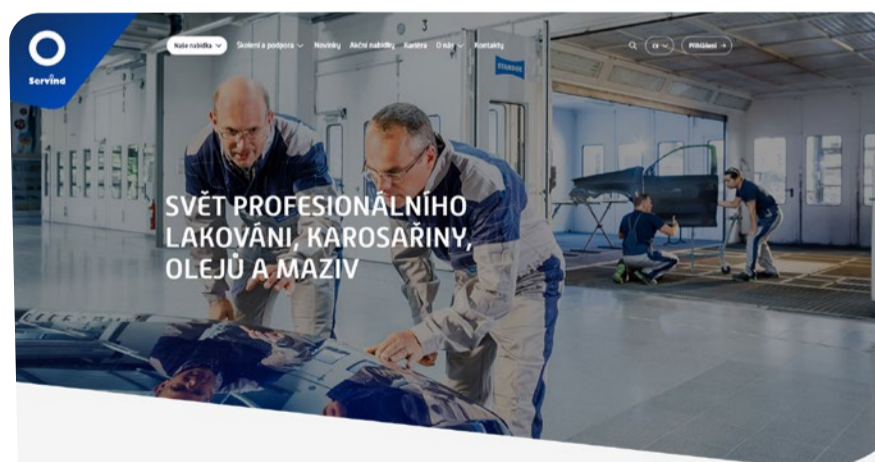 Servind
Naše nabídka
Školení a podpora
Novinky
Akční nabídky
Kariéra
O nás
Kontakty
CS
Přihlášení
3
STANDOX
SVĚT PROFESIONÁLNÍHO
LAKOVÁNI, KAROSAŘINY,
OLEJŮ A MAZIV